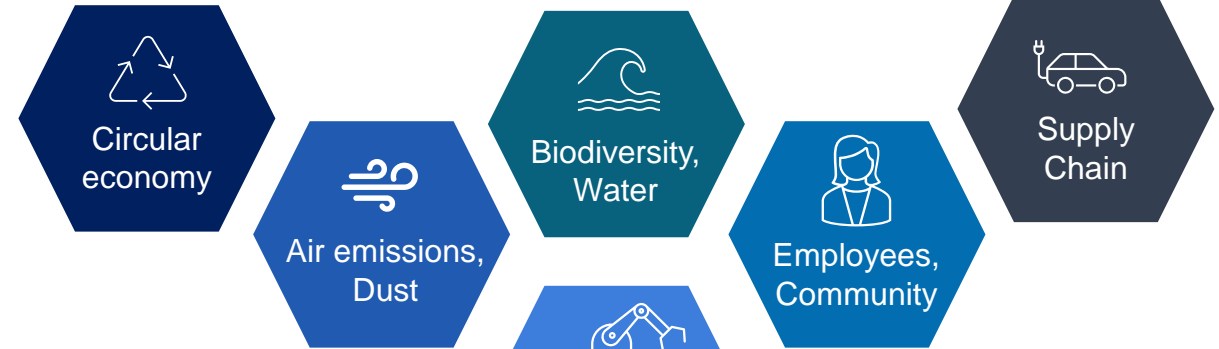 Circular
economy
Air emissions,
Dust
Biodiversity,
Water
Employees,
Community
Supply
Chain